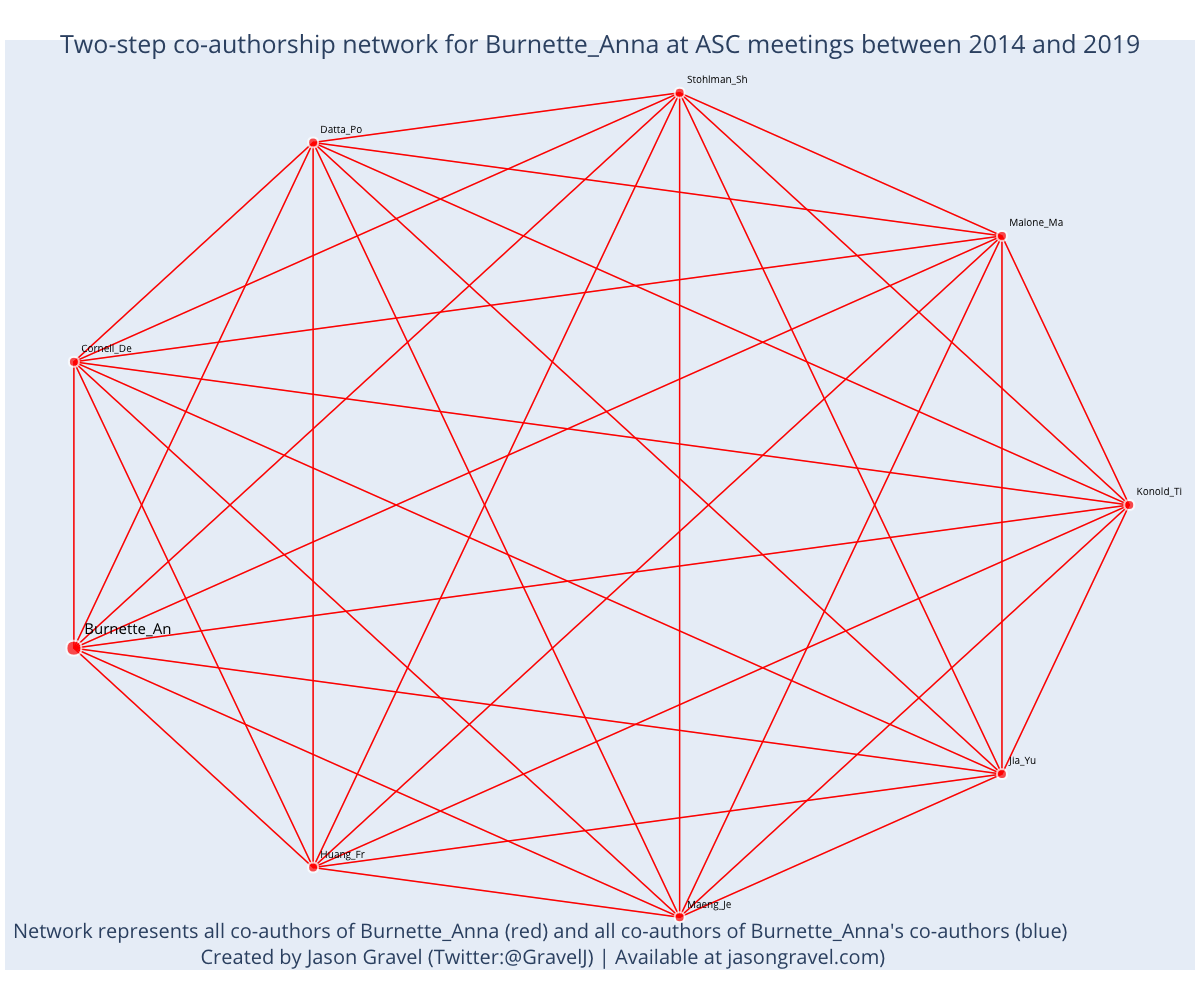 Two-step co-authorship network for Burnette_Anna at ASC meetings between 2014 and 2019
Stohlman_Sh
Datta_Po
Malone_Ma
Cornell_De
Konold_Ti
Burnette_An
Jia_Yu
Huang_Fr
Maeng_Je
Network represents all co-authors of Burnette_Anna (red) and all co-authors of Burnette_Anna's co-authors (blue)
Created by Jason Gravel (Twitter:@GravelJ) | Available at jasongravel.com)